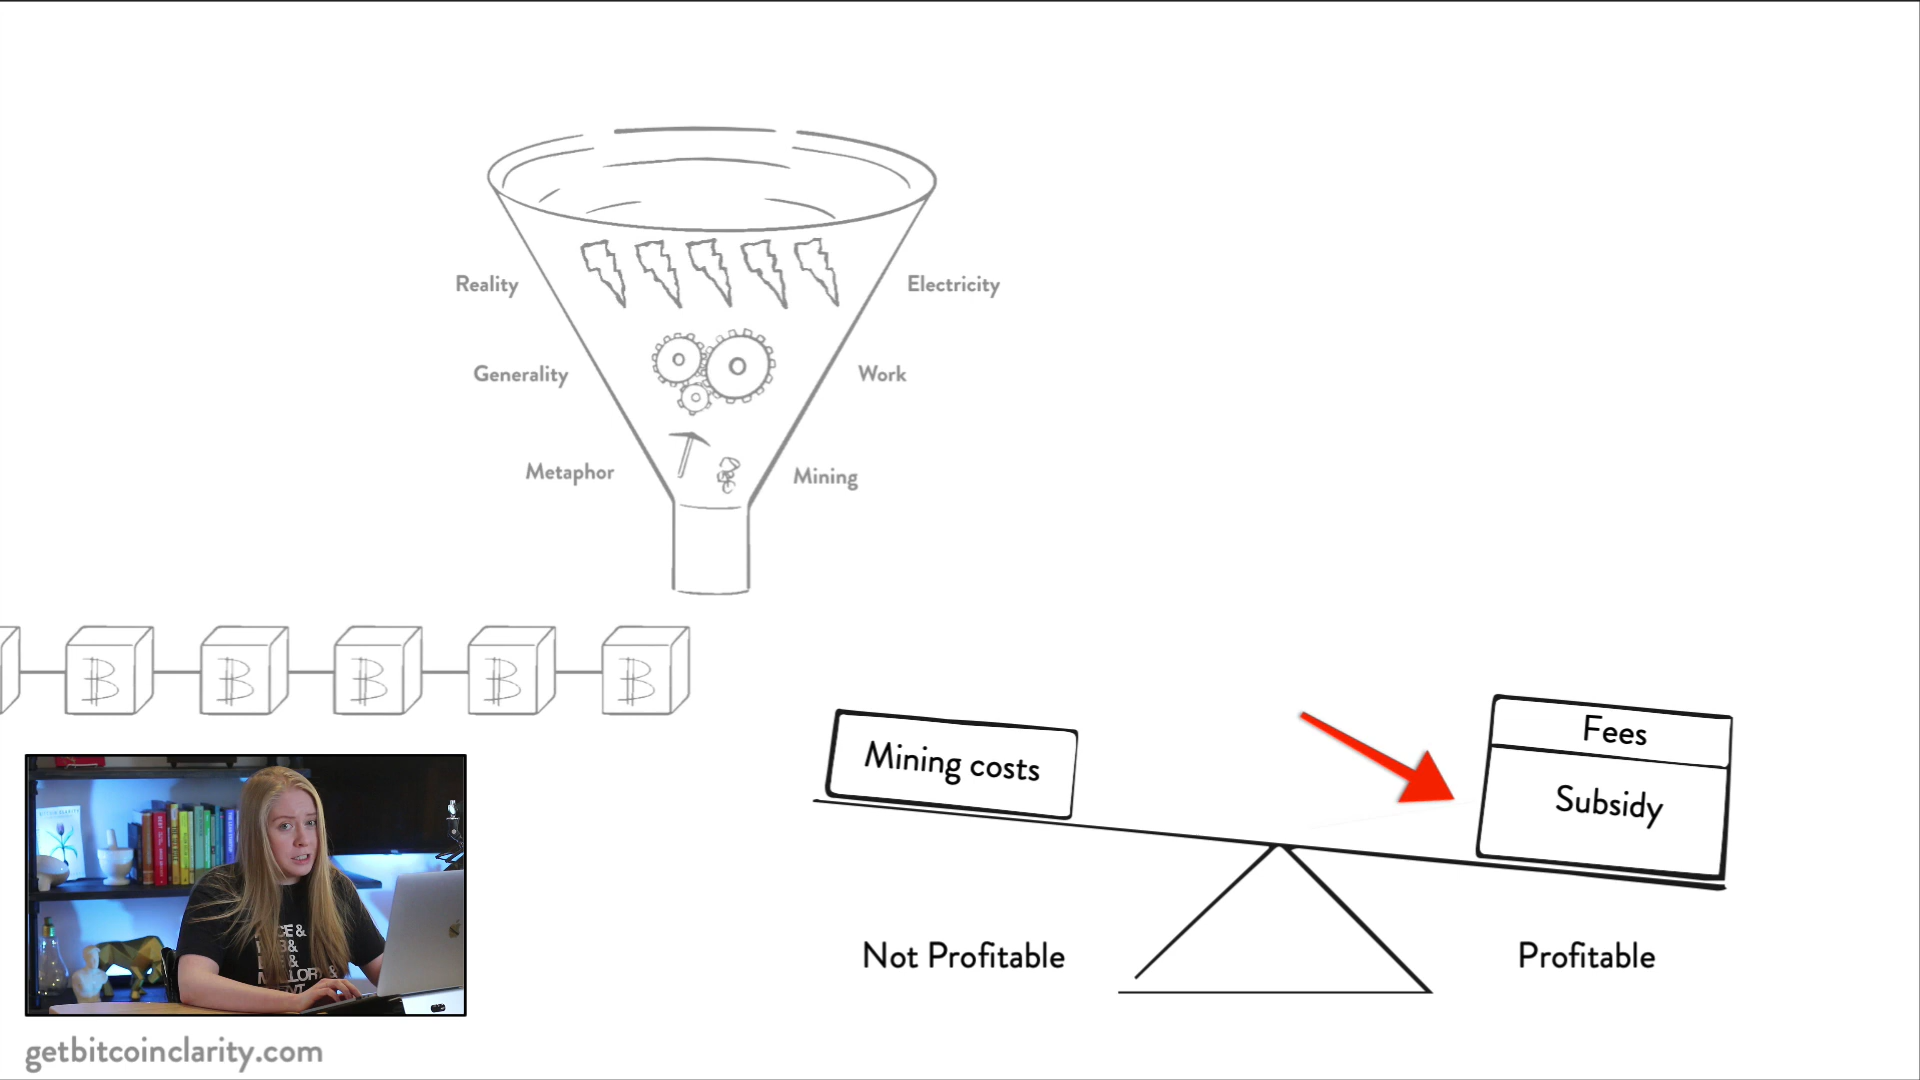 Reality
Electricity
Generality
Work
Metaphor
Mining
Mining costs
Fees
Subsidy
Not Profitable
Profitable
getbitcoinclarity.com